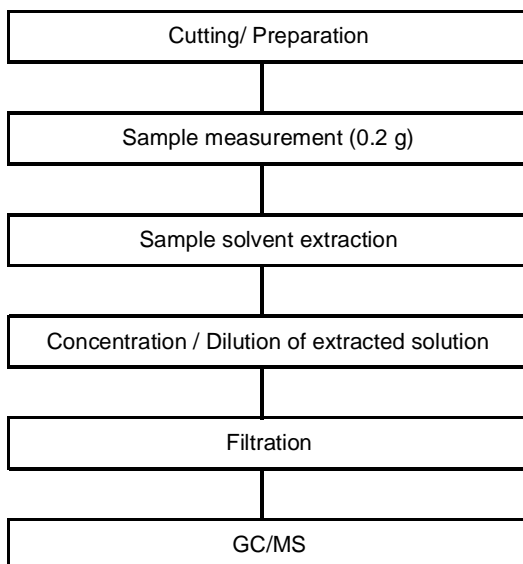 Cutting/ Preparation
Sample measurement (0.2 g)
Sample solvent extraction
Concentration / Dilution of extracted solution
Filtration
GC/MS